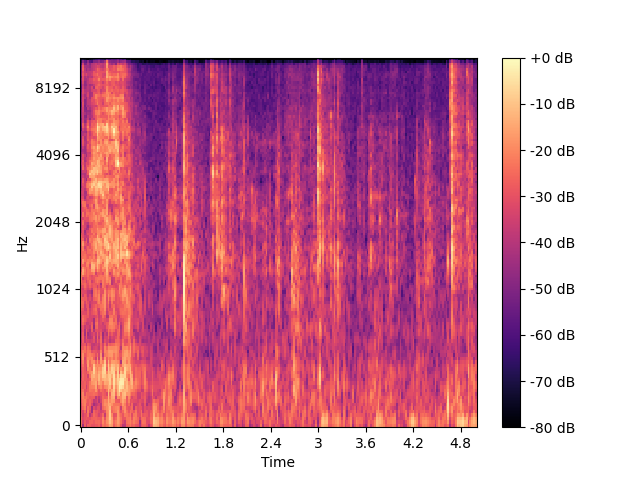 Hz
8192
4096
2048
1024
512
0
0 0.6 1.2 1.8 2.4 3 3.6 4.2 4.8
Time
+0 dB
-10 dB
-20 dB
-30 dB
-40 dB
-50 dB
-60 dB
-70 dB
-80 dB